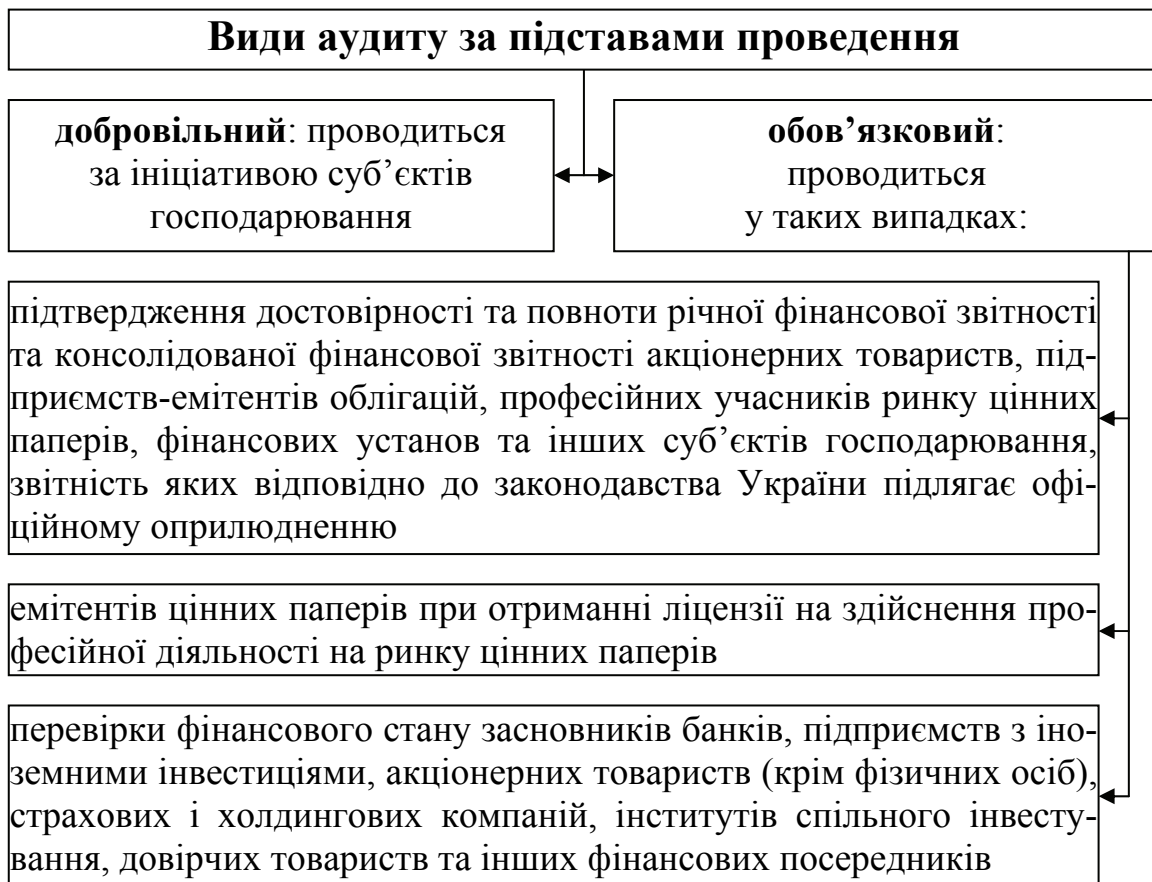 Види аудиту за підставами проведення
добровільний: проводиться
за ініціативою суб’єктів
господарювання
обов’язковий:
проводиться
у таких випадках:
підтвердження достовірності та повноти річної фінансової звітності
та консолідованої фінансової звітності акціонерних товариств, під-
приємств-емітентів облігацій, професійних учасників ринку цінних
паперів, фінансових установ та інших суб’єктів господарювання,
звітність яких відповідно до законодавства України підлягає офі-
ційному оприлюдненню
емітентів цінних паперів при отриманні ліцензії на здійснення про-
фесійної діяльності на ринку цінних паперів
перевірки фінансового стану засновників банків, підприємств з іно-
земними інвестиціями, акціонерних товариств (крім фізичних осіб),
страхових і холдингових компаній, інститутів спільного інвесту-
вання, довірчих товариств та інших фінансових посередників